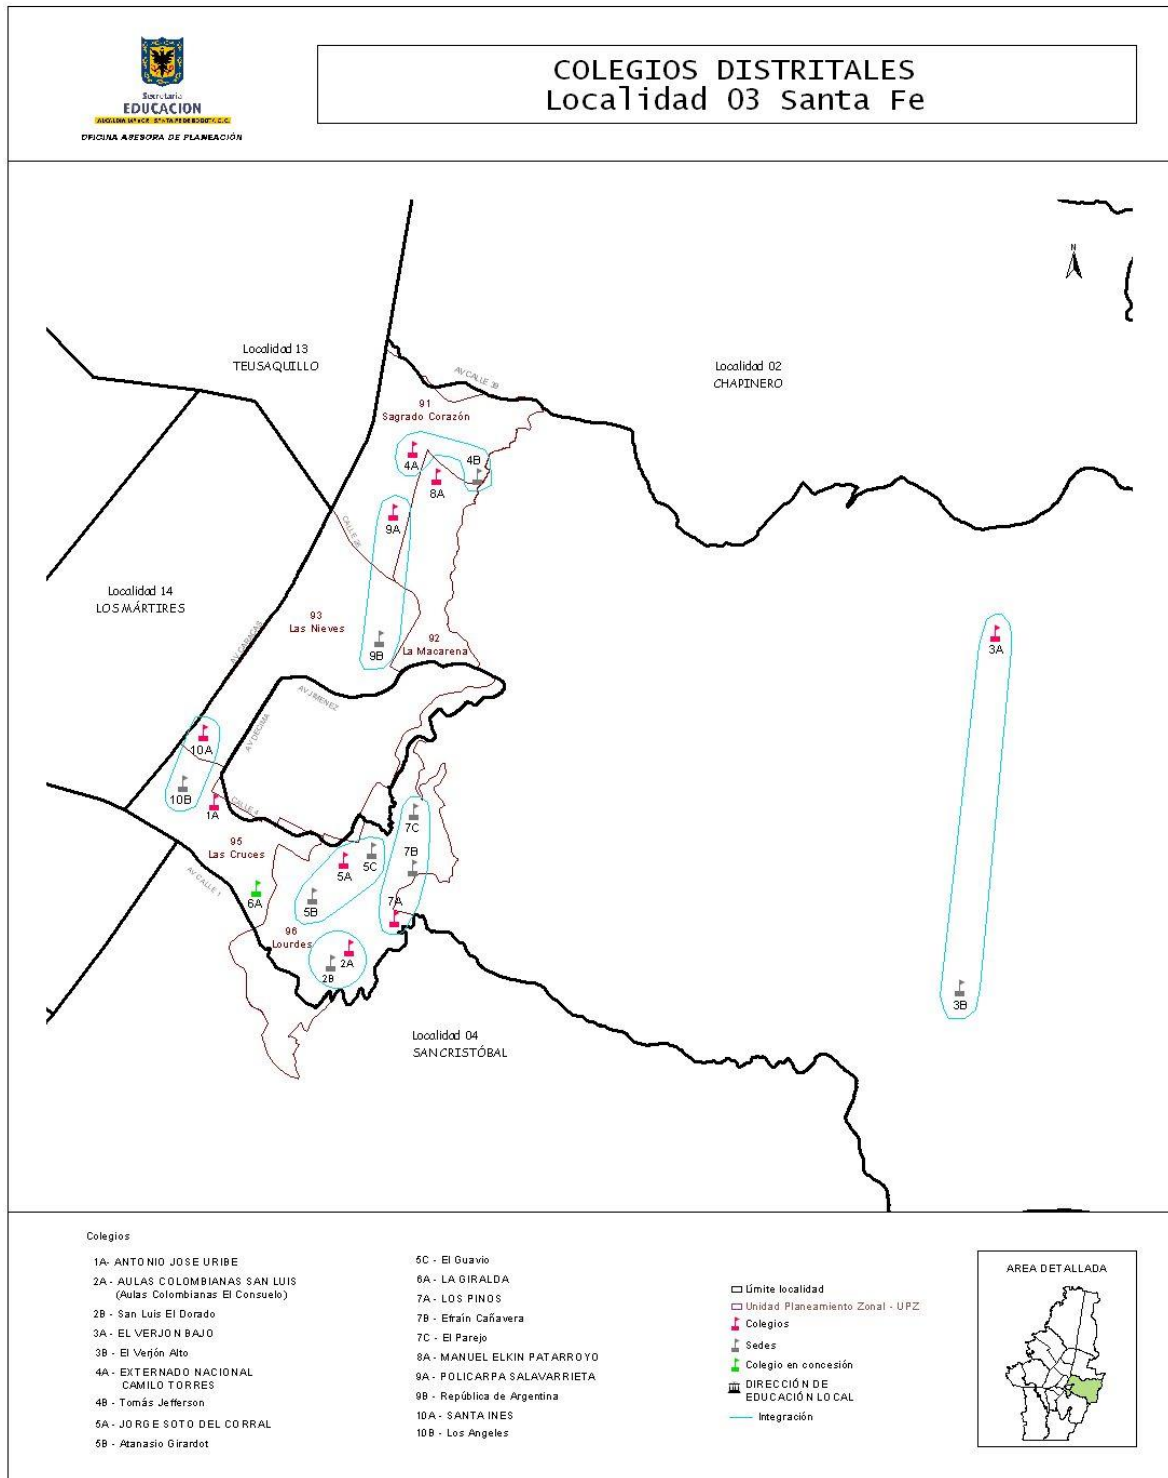 COLEGIOS DISTRITALES
Localidad 03 Santa Fe
Secretaría
EDUCACION
OFICINA ASESORA DE PLANEACIÓN
N
Localidad 13
TEUSAQUILLO
Localidad 02
CHAPINERO
AV CALLE 39
91
Sagrado Corazón
4A
4B
8A
9A
CALLE 26
Localidad 14
LOS MÁRTIRES
93
Las Nieves
92
La Macarena
9B
3A
AV CARACAS
AV JIMENEZ
AV DECIMA
10A
10B
1A
CALLE 6
7C
95
Las Cruces
5A
5C
7B
AV CALLE 1
6A
5B
7A
96
Lourdes
2A
2B
3B
Localidad 04
SAN CRISTÓBAL
Colegios
1A- ANTONIO JOSE URIBE
2A - AULAS COLOMBIANAS SAN LUIS
(Aulas Colombianas El Consuelo)
2B - San Luis El Dorado
3A - EL VERJON BAJO
3B - El Verjón Alto
4A - EXTERNADO NACIONAL
CAMILO TORRES
4B - Tomás Jefferson
5A - JORGE SOTO DEL CORRAL
5B - Atanasio Girardot
5C - El Guavio
6A - LA GIRALDA
7A - LOS PINOS
7B - Efraín Cañavera
7C - El Parejo
8A - MANUEL ELKIN PATARROYO
9A - POLICARPA SALAVARRIETA
9B - República de Argentina
10A - SANTA INES
10B - Los Angeles
Límite localidad
Unidad Planeamiento Zonal - UPZ
Colegios
Sedes
Colegio en concesión
DIRECCIÓN DE
EDUCACIÓN LOCAL
Integración
AREA DETALLADA